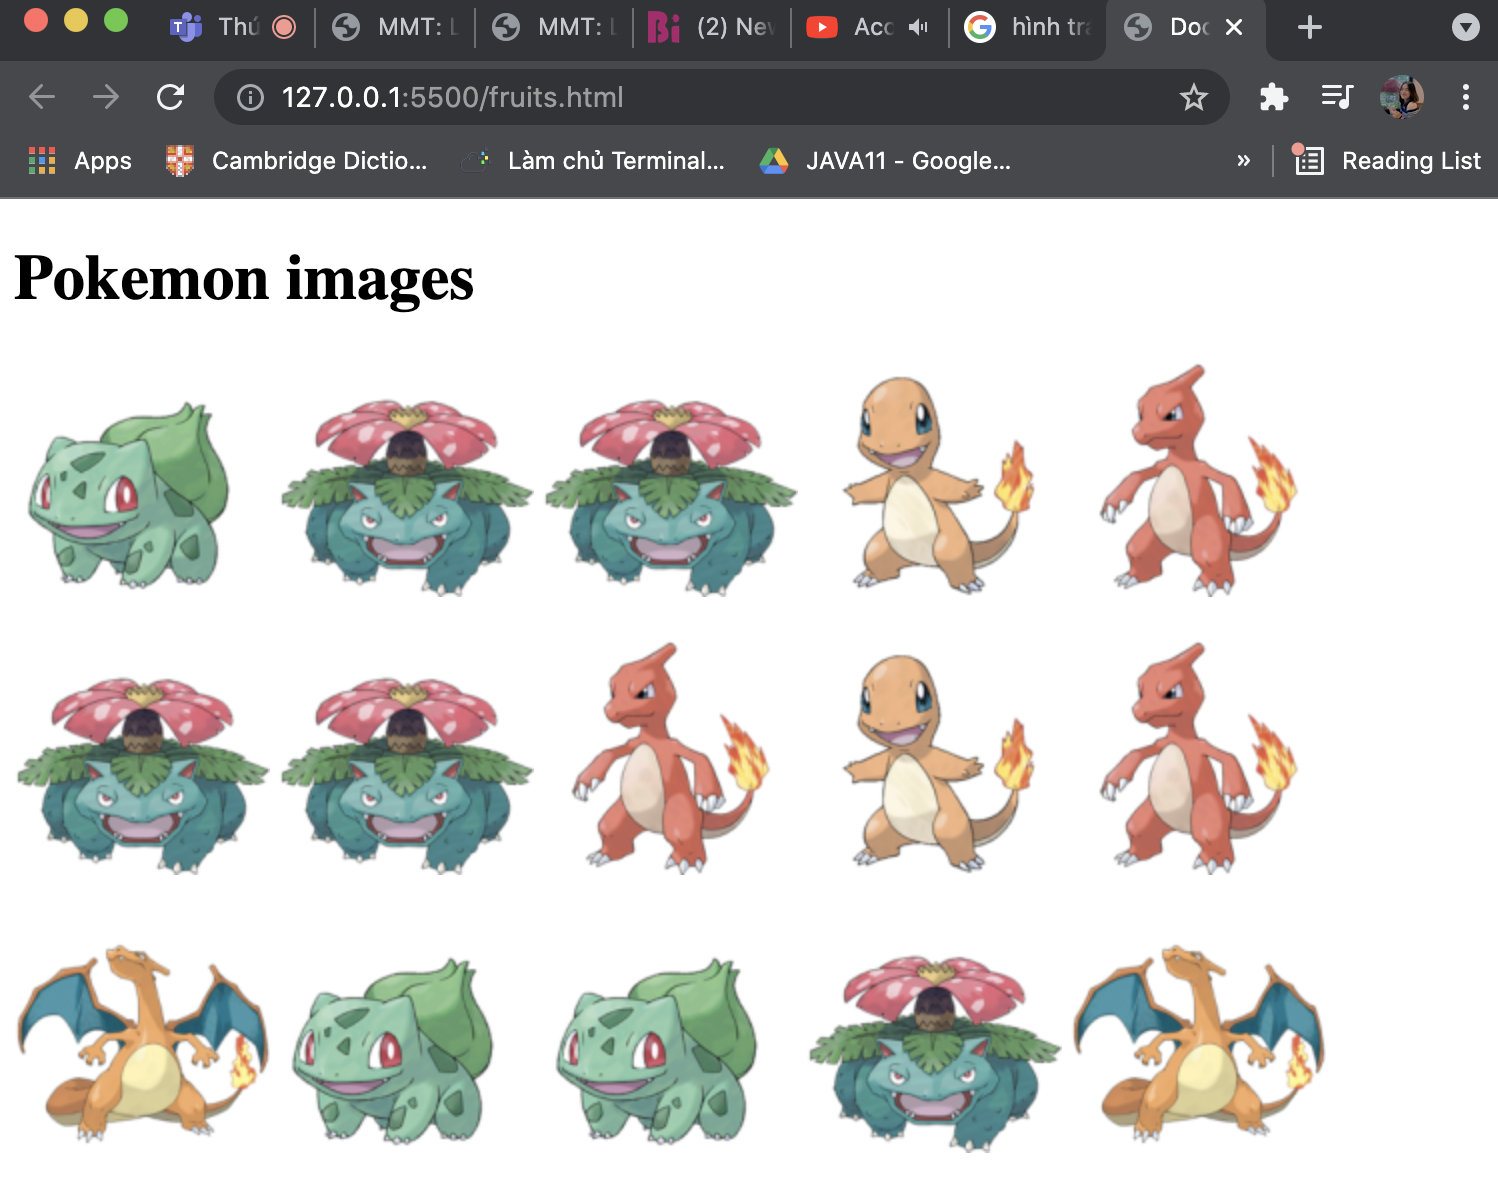 Thú MMT: L MMT: L (2) Nev Acc hình tra Doc
127.0.0.1:5500/fruits.html
Apps Cambridge Dictio... Làm chủ Terminal... JAVA11 - Google... » Reading List
Pokemon images